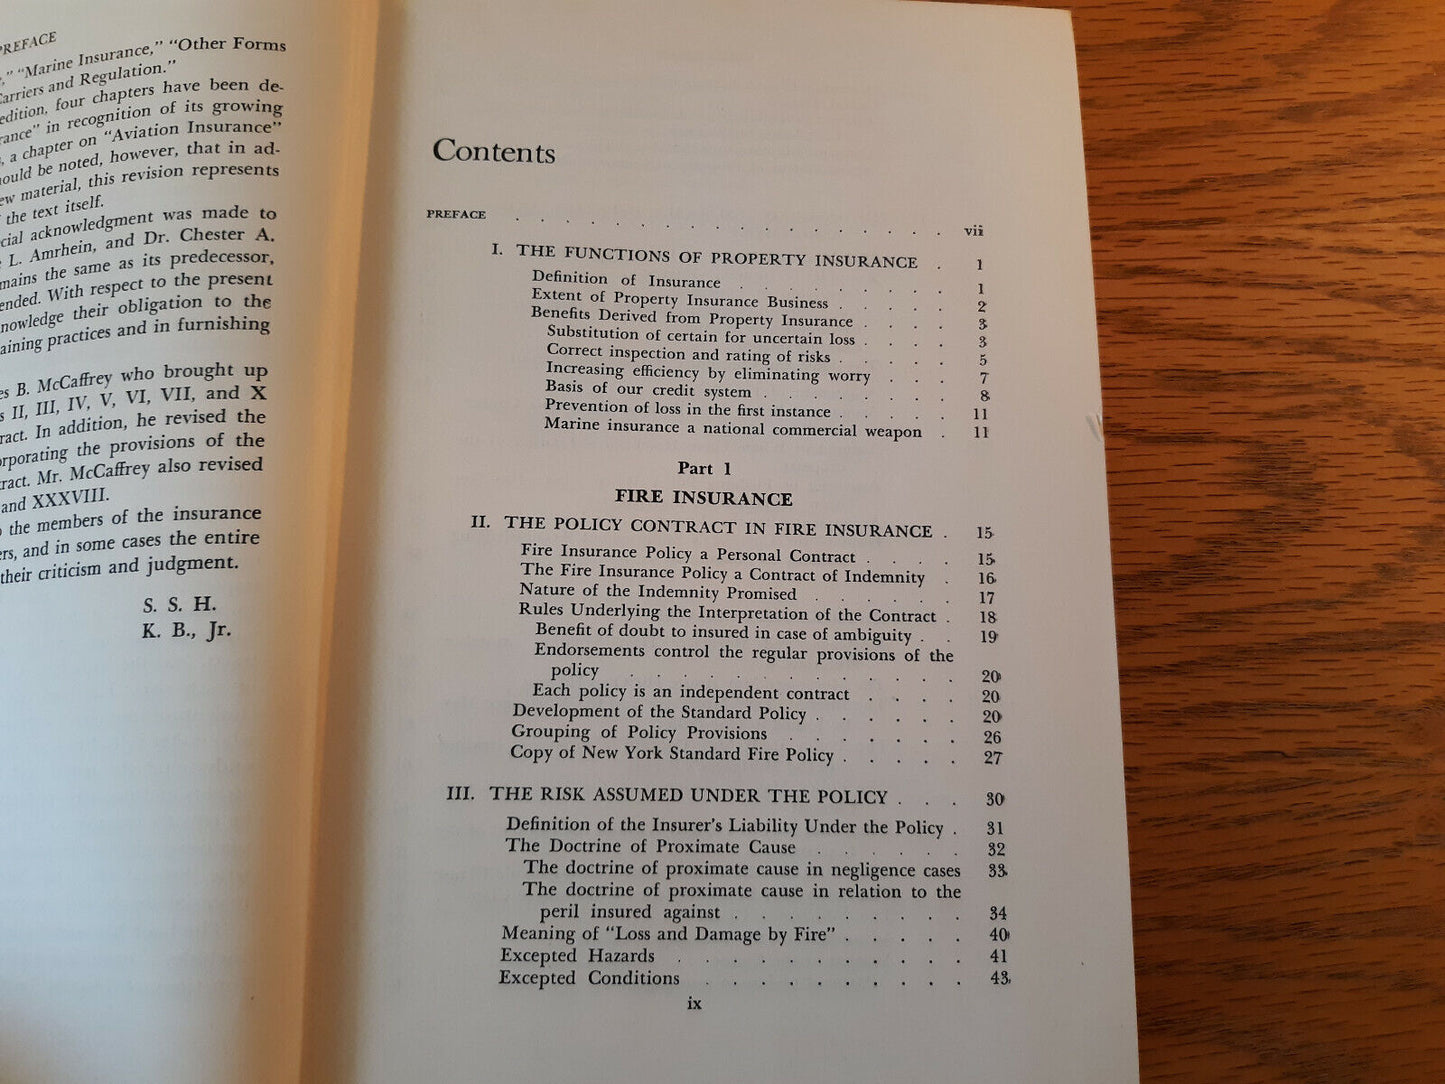 PREFACE
," "Marine Insurance," "Other Forms
Carriers and Regulation."
edition, four chapters have been de-
rance" in recognition of its growing
, a chapter on "Aviation Insurance"
hould be noted, however, that in ad-
ew material, this revision represents
the text itself.
cial acknowledgment was made to
L. Amrhein, and Dr. Chester A.
mains the same as its predecessor,
ended. With respect to the present
nowledge their obligation to the
aining practices and in furnishing
es B. McCaffrey who brought up
s II, III, IV, V, VI, VII, and X
ract. In addition, he revised the
orporating the provisions of the
ract. Mr. McCaffrey also revised
and XXXVIII.
o the members of the insurance
ers, and in some cases the entire
their criticism and judgment.
S. S. H.
K. B., Jr.
Contents
PREFACE . . . . . . . . . . . . . . . . . vii
I. THE FUNCTIONS OF PROPERTY INSURANCE . 1
Definition of Insurance . . . . . . . . . 1
Extent of Property Insurance Business . . . . . 2
Benefits Derived from Property Insurance . . . . 3
Substitution of certain for uncertain loss . . . . 3
Correct inspection and rating of risks . . . . . 5
Increasing efficiency by eliminating worry . . . 7
Basis of our credit system . . . . . . . . 8
Prevention of loss in the first instance . . . . . 11
Marine insurance a national commercial weapon . 11
Part 1
FIRE INSURANCE
II. THE POLICY CONTRACT IN FIRE INSURANCE . 15
Fire Insurance Policy a Personal Contract . . . . 15
The Fire Insurance Policy a Contract of Indemnity . 16
Nature of the Indemnity Promised . . . . . . 17
Rules Underlying the Interpretation of the Contract . 18
Benefit of doubt to insured in case of ambiguity . . 19
Endorsements control the regular provisions of the
policy . . . . . . . . . . . . . 20
Each policy is an independent contract . . . . 20
Development of the Standard Policy . . . . . . 20
Grouping of Policy Provisions . . . . . . . 26
Copy of New York Standard Fire Policy . . . . . 27
III. THE RISK ASSUMED UNDER THE POLICY . . . 30
Definition of the Insurer's Liability Under the Policy . 31
The Doctrine of Proximate Cause . . . . . . 32
The doctrine of proximate cause in negligence cases 33
The doctrine of proximate cause in relation to the
peril insured against . . . . . . . . . 34
Meaning of "Loss and Damage by Fire" . . . . . 40
Excepted Hazards . . . . . . . . . . . 41
Excepted Conditions . . . . . . . . . . 43
ix